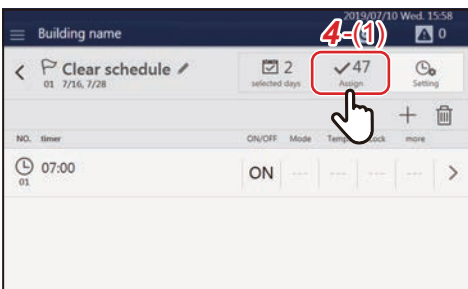 2019/07/10 Wed. 15:58
4-(1)
Building name
0
Clear schedule
01 7/16, 7/28
2
selected days
47
Assign
Setting
NO. timer ON/OFF Mode Temp ock more
07:00 ON --- --- --- ---
01